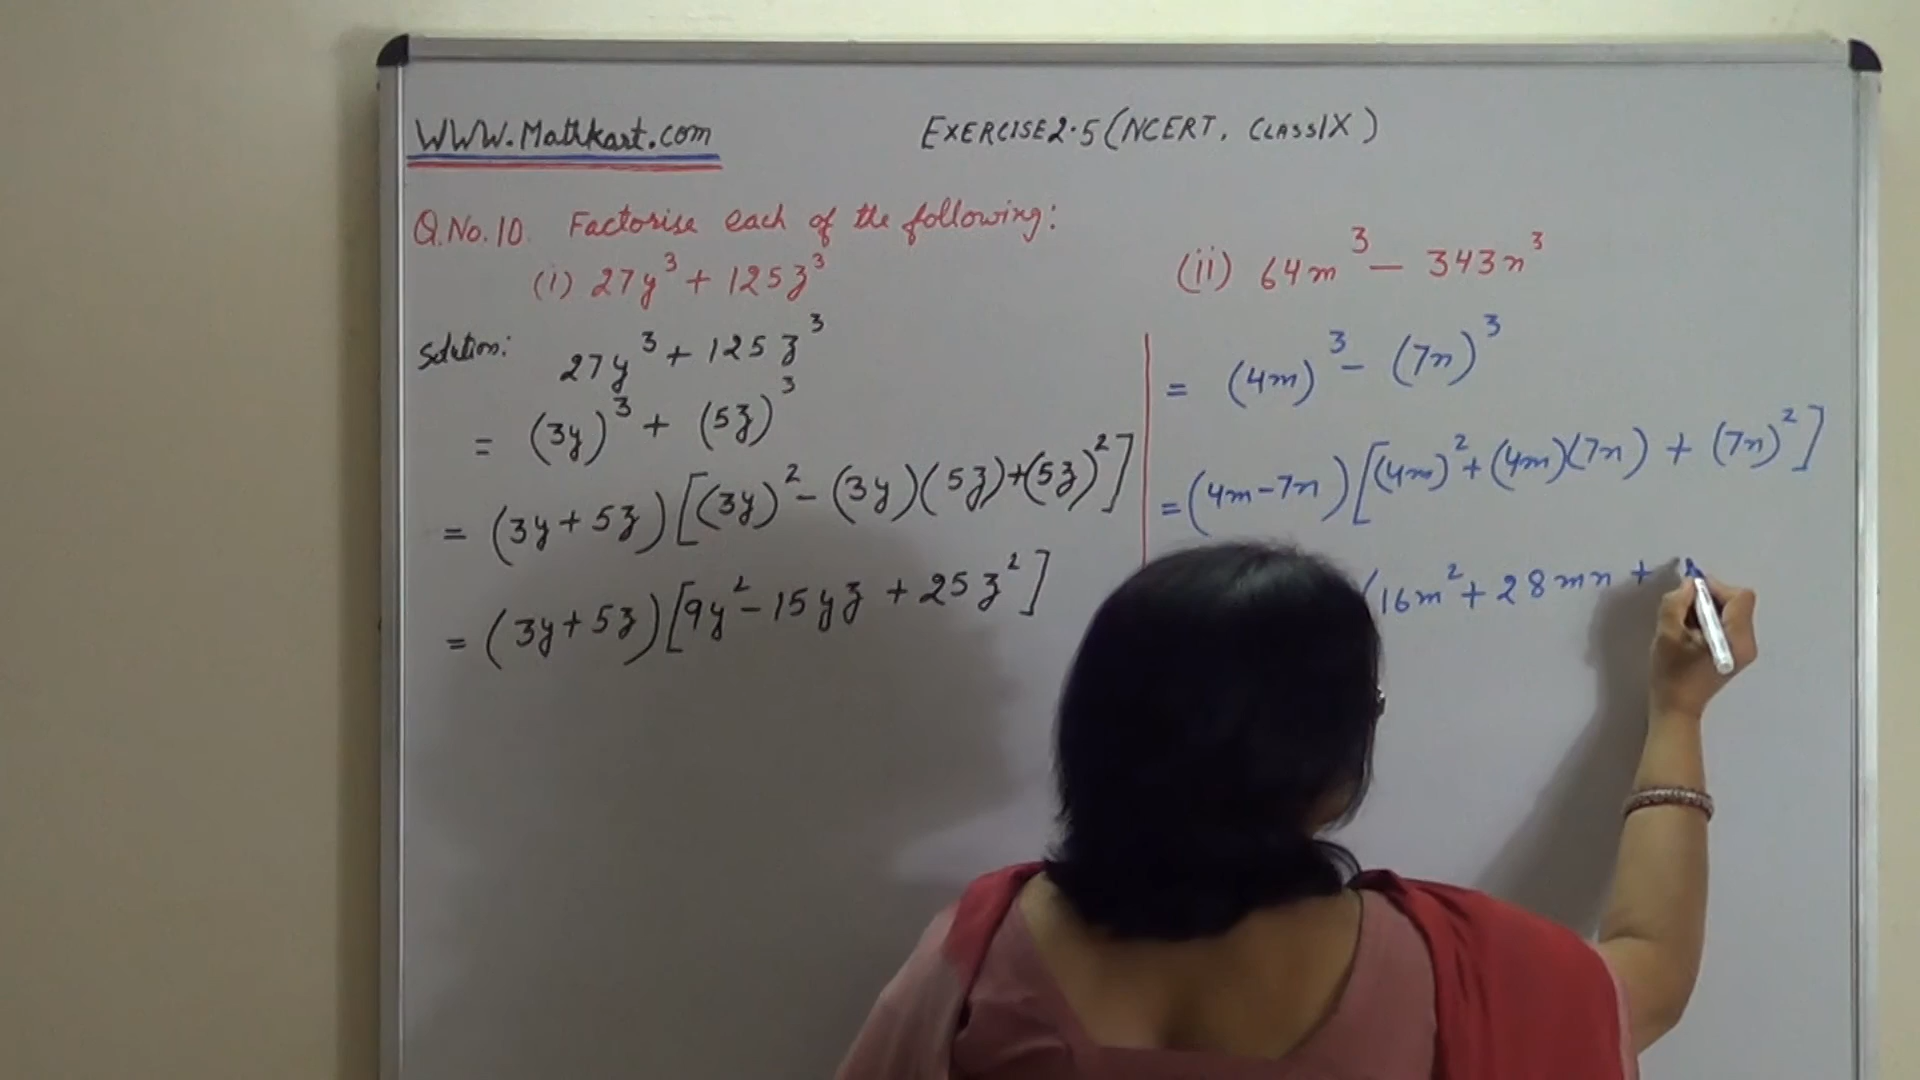 WWW.Mathkart.com
EXERCISE 2.5 (NCERT, CLASS IX)
Q.No.10. Factorise each of the following:
(i) 27y³ + 125z³
Solution: 27y³ + 125z³
= (3y)³ + (5z)³
= (3y+5z)[(3y)² - (3y)(5z)+(5z)²]
= (3y+5z)[9y² - 15yz + 25z²]
(ii) 64m³ - 343n³
= (4m)³ - (7n)³
= (4m-7n)[(4m)² + (4m)(7n) + (7n)²]
(16m² + 28mn +